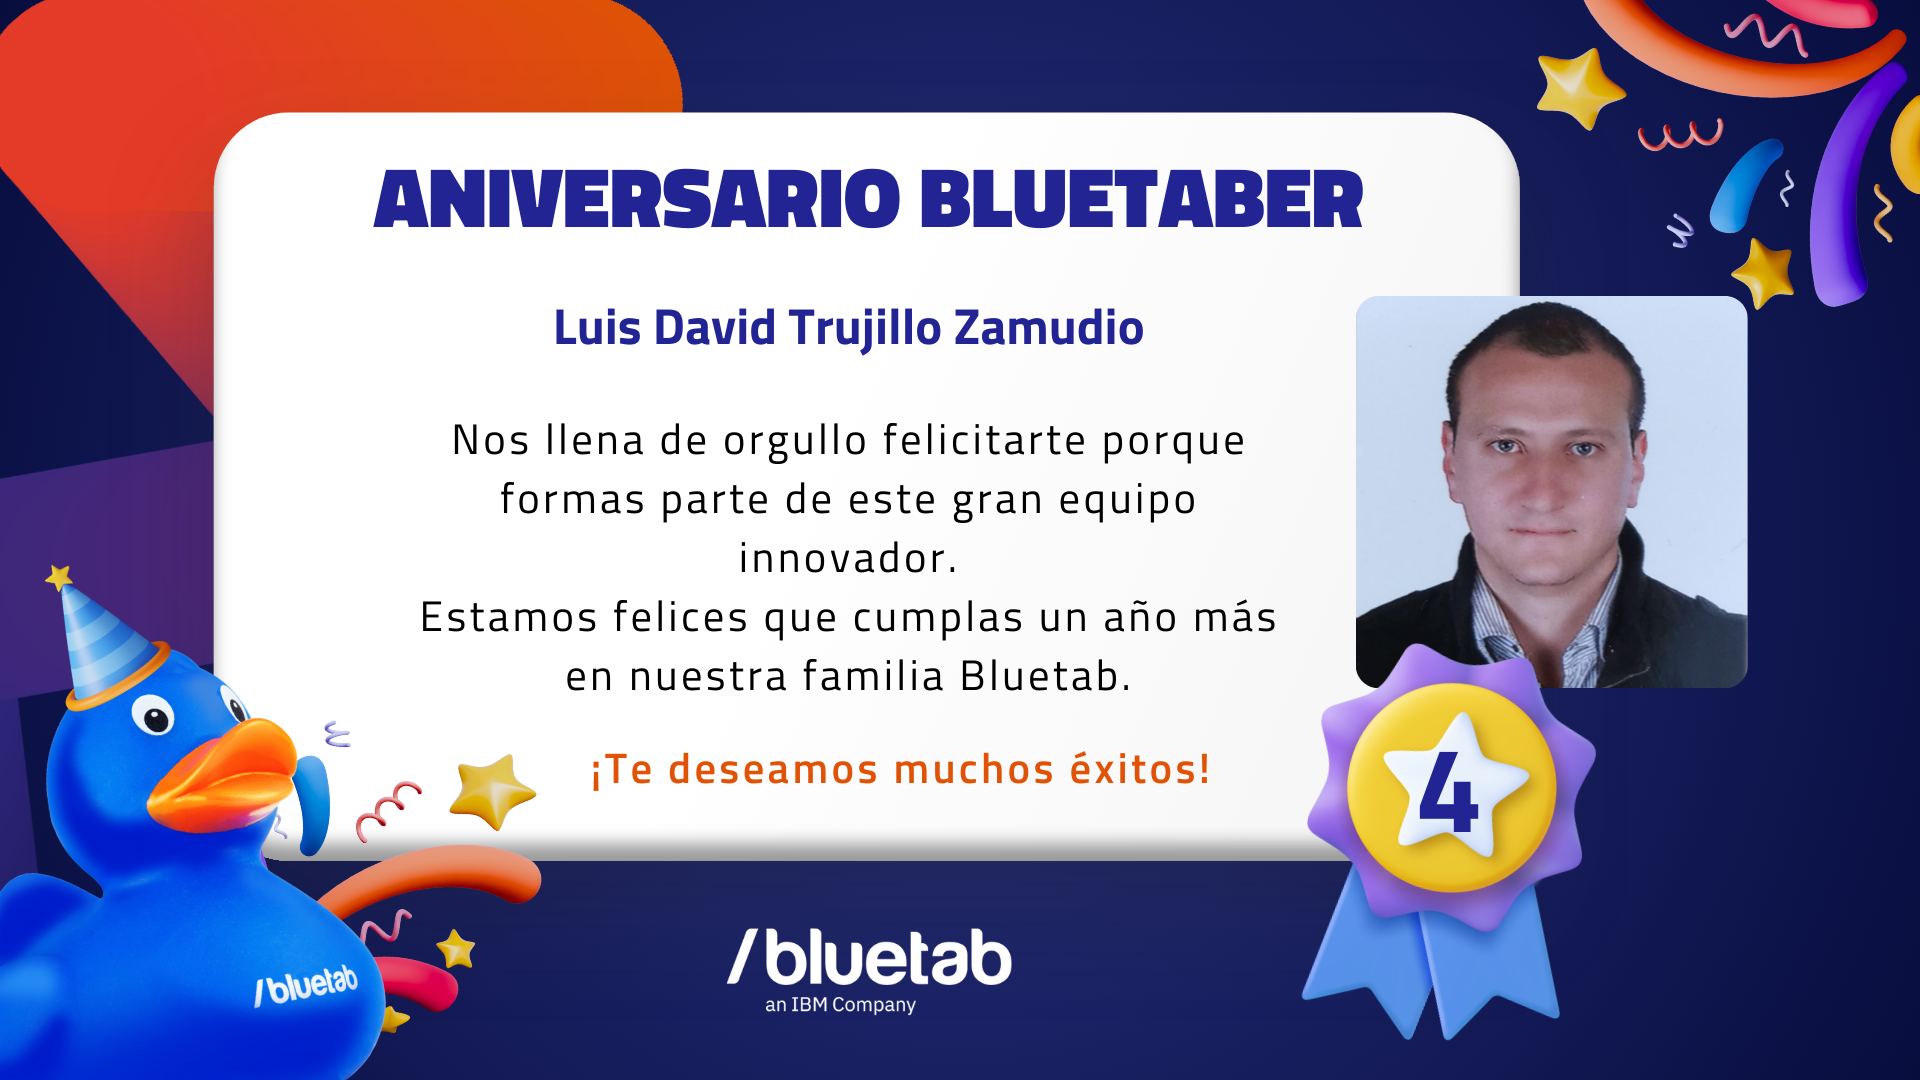 ANIVERSARIO BLUETABER
Luis David Trujillo Zamudio
Nos llena de orgullo felicitarte porque
formas parte de este gran equipo
innovador.
Estamos felices que cumplas un año más
en nuestra familia Bluetab.
¡Te deseamos muchos éxitos!
4
/bluetab
/bluetab
an IBM Company